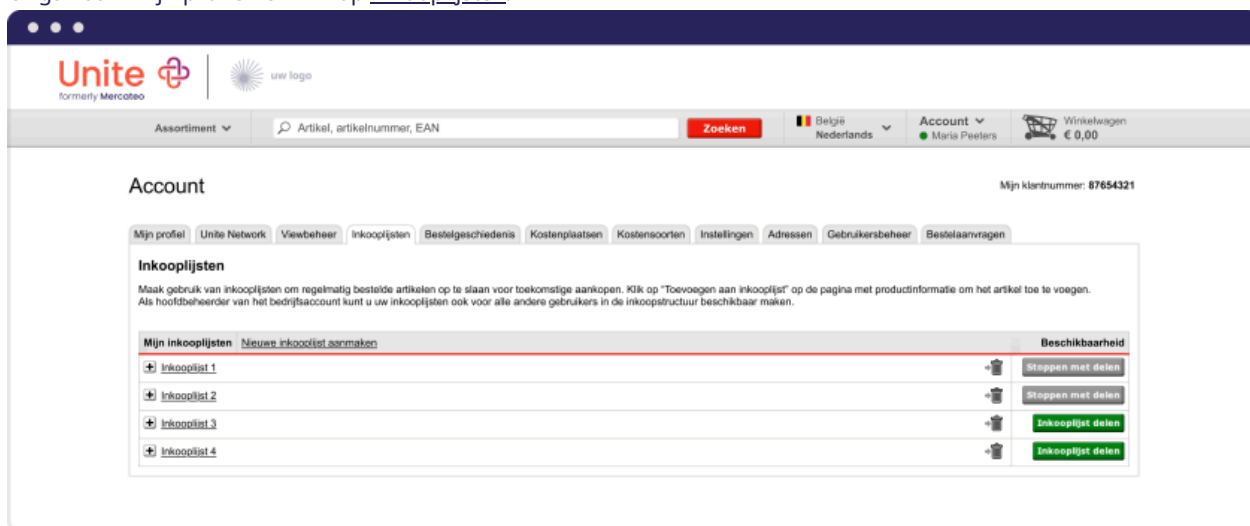 Unite
formerly Mercateo
uw logo
Assortiment
Artikel, artikelnummer, EAN
Zoeken
België
Nederlands
Account
Maria Peeters
Winkelwagen
€ 0,00
Account
Mijn klantnummer: 87654321
Mijn profiel Unite Network Viewbeheer Inkooplijsten Bestelgeschiedenis Kostenplaatsen Kostensoorten Instellingen Adressen Gebruikersbeheer Bestelaanvragen
Inkooplijsten
Maak gebruik van inkooplijsten om regelmatig bestelde artikelen op te slaan voor toekomstige aankopen. Klik op "Toevoegen aan inkooplijst" op de pagina met productinformatie om het artikel toe te voegen.
Als hoofdbeheerder van het bedrijfsaccount kunt u uw inkooplijsten ook voor alle andere gebruikers in de inkoopstructuur beschikbaar maken.
Mijn inkooplijsten Nieuwe inkooplijst aanmaken Beschikbaarheid
Inkooplijst 1 Stoppen met delen
Inkooplijst 2 Stoppen met delen
Inkooplijst 3 Inkooplijst delen
Inkooplijst 4 Inkooplijst delen